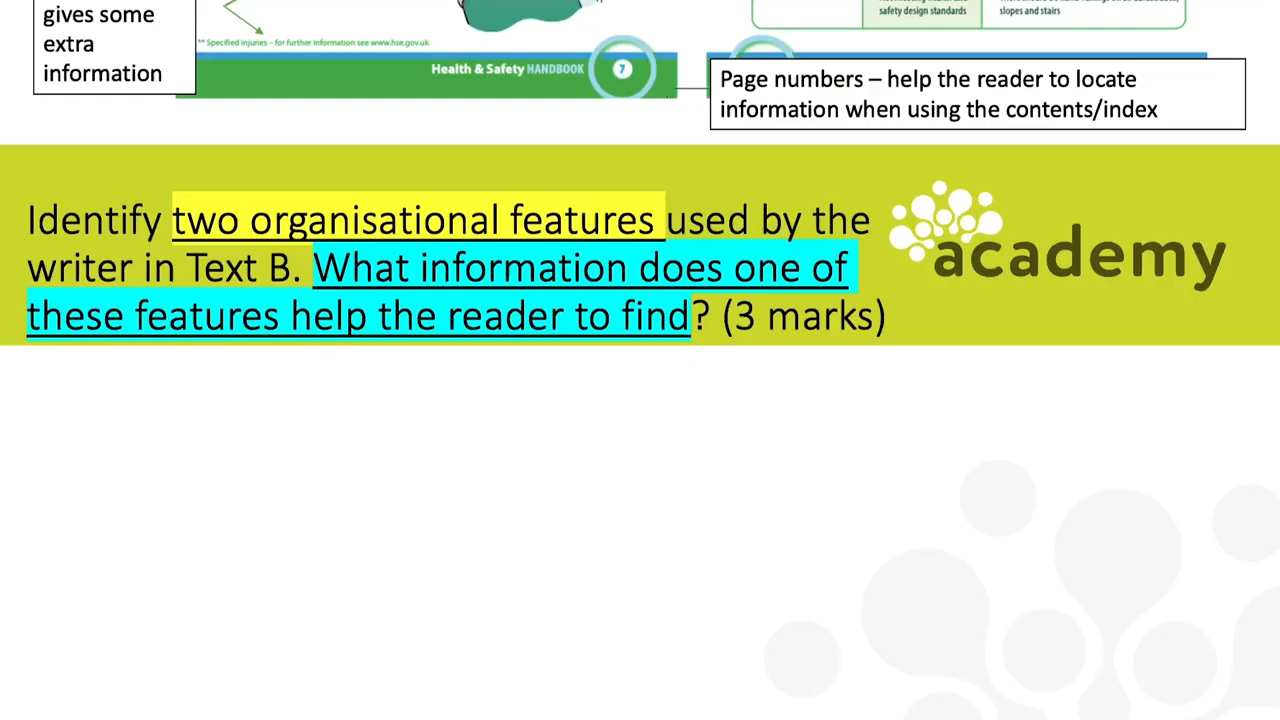 gives some
extra
information
** Specified injuries – for further information see www.hse.gov.uk
Health & Safety HANDBOOK
7
safety design standards
slopes and stairs
Page numbers – help the reader to locate
information when using the contents/index
Identify two organisational features used by the
writer in Text B. What information does one of
these features help the reader to find? (3 marks)
academy